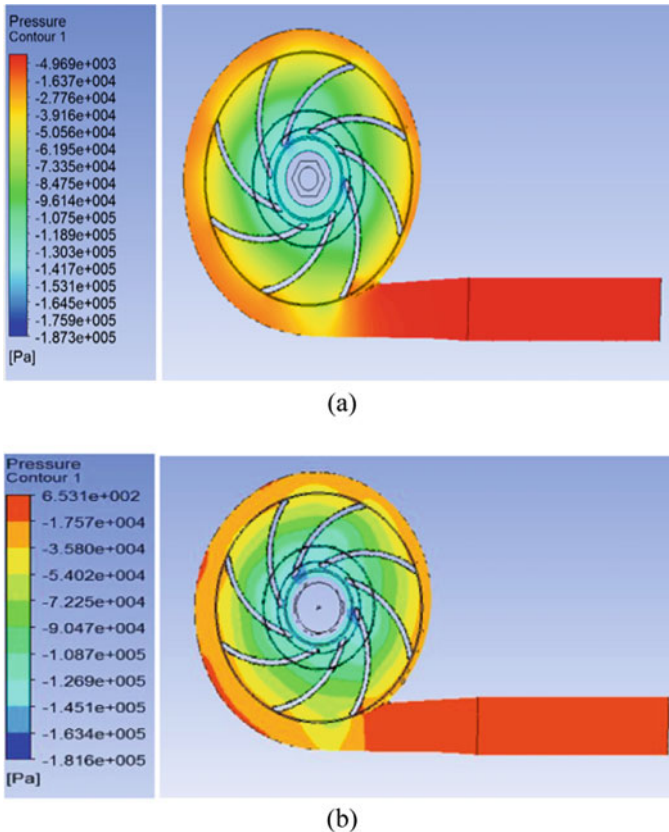 Pressure
Contour 1
-4.969e+003
-1.637e+004
-2.776e+004
-3.916e+004
-5.056e+004
-6.195e+004
-7.335e+004
-8.475e+004
-9.614e+004
-1.075e+005
-1.189e+005
-1.303e+005
-1.417e+005
-1.531e+005
-1.645e+005
-1.759e+005
-1.873e+005
[Pa]
(a)
Pressure
Contour 1
6.531e+002
-1.757e+004
-3.580e+004
-5.402e+004
-7.225e+004
-9.047e+004
-1.087e+005
-1.269e+005
-1.451e+005
-1.634e+005
-1.816e+005
[Pa]
(b)